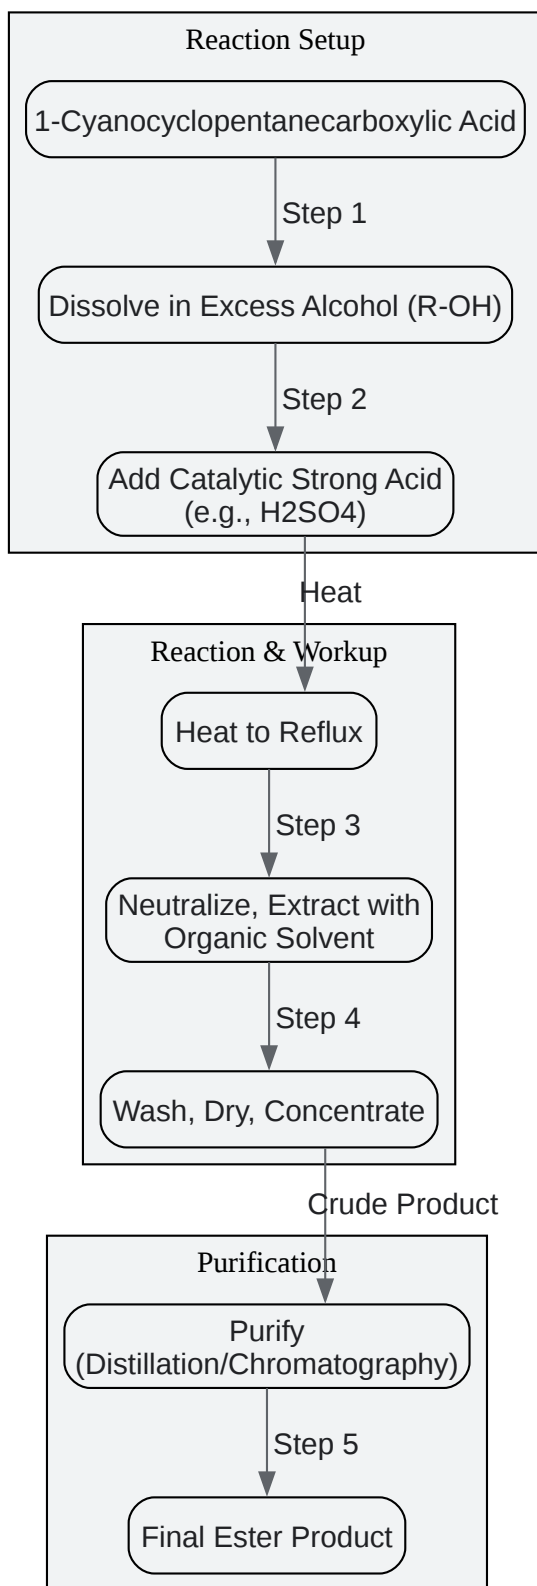 Reaction Setup
1-Cyanocyclopentanecarboxylic Acid
Step 1
Dissolve in Excess Alcohol (R-OH)
Step 2
Add Catalytic Strong Acid
(e.g., H2SO4)
Heat
Reaction & Workup
Heat to Reflux
Step 3
Neutralize, Extract with
Organic Solvent
Step 4
Wash, Dry, Concentrate
Crude Product
Purification
Purify
(Distillation/Chromatography)
Step 5
Final Ester Product